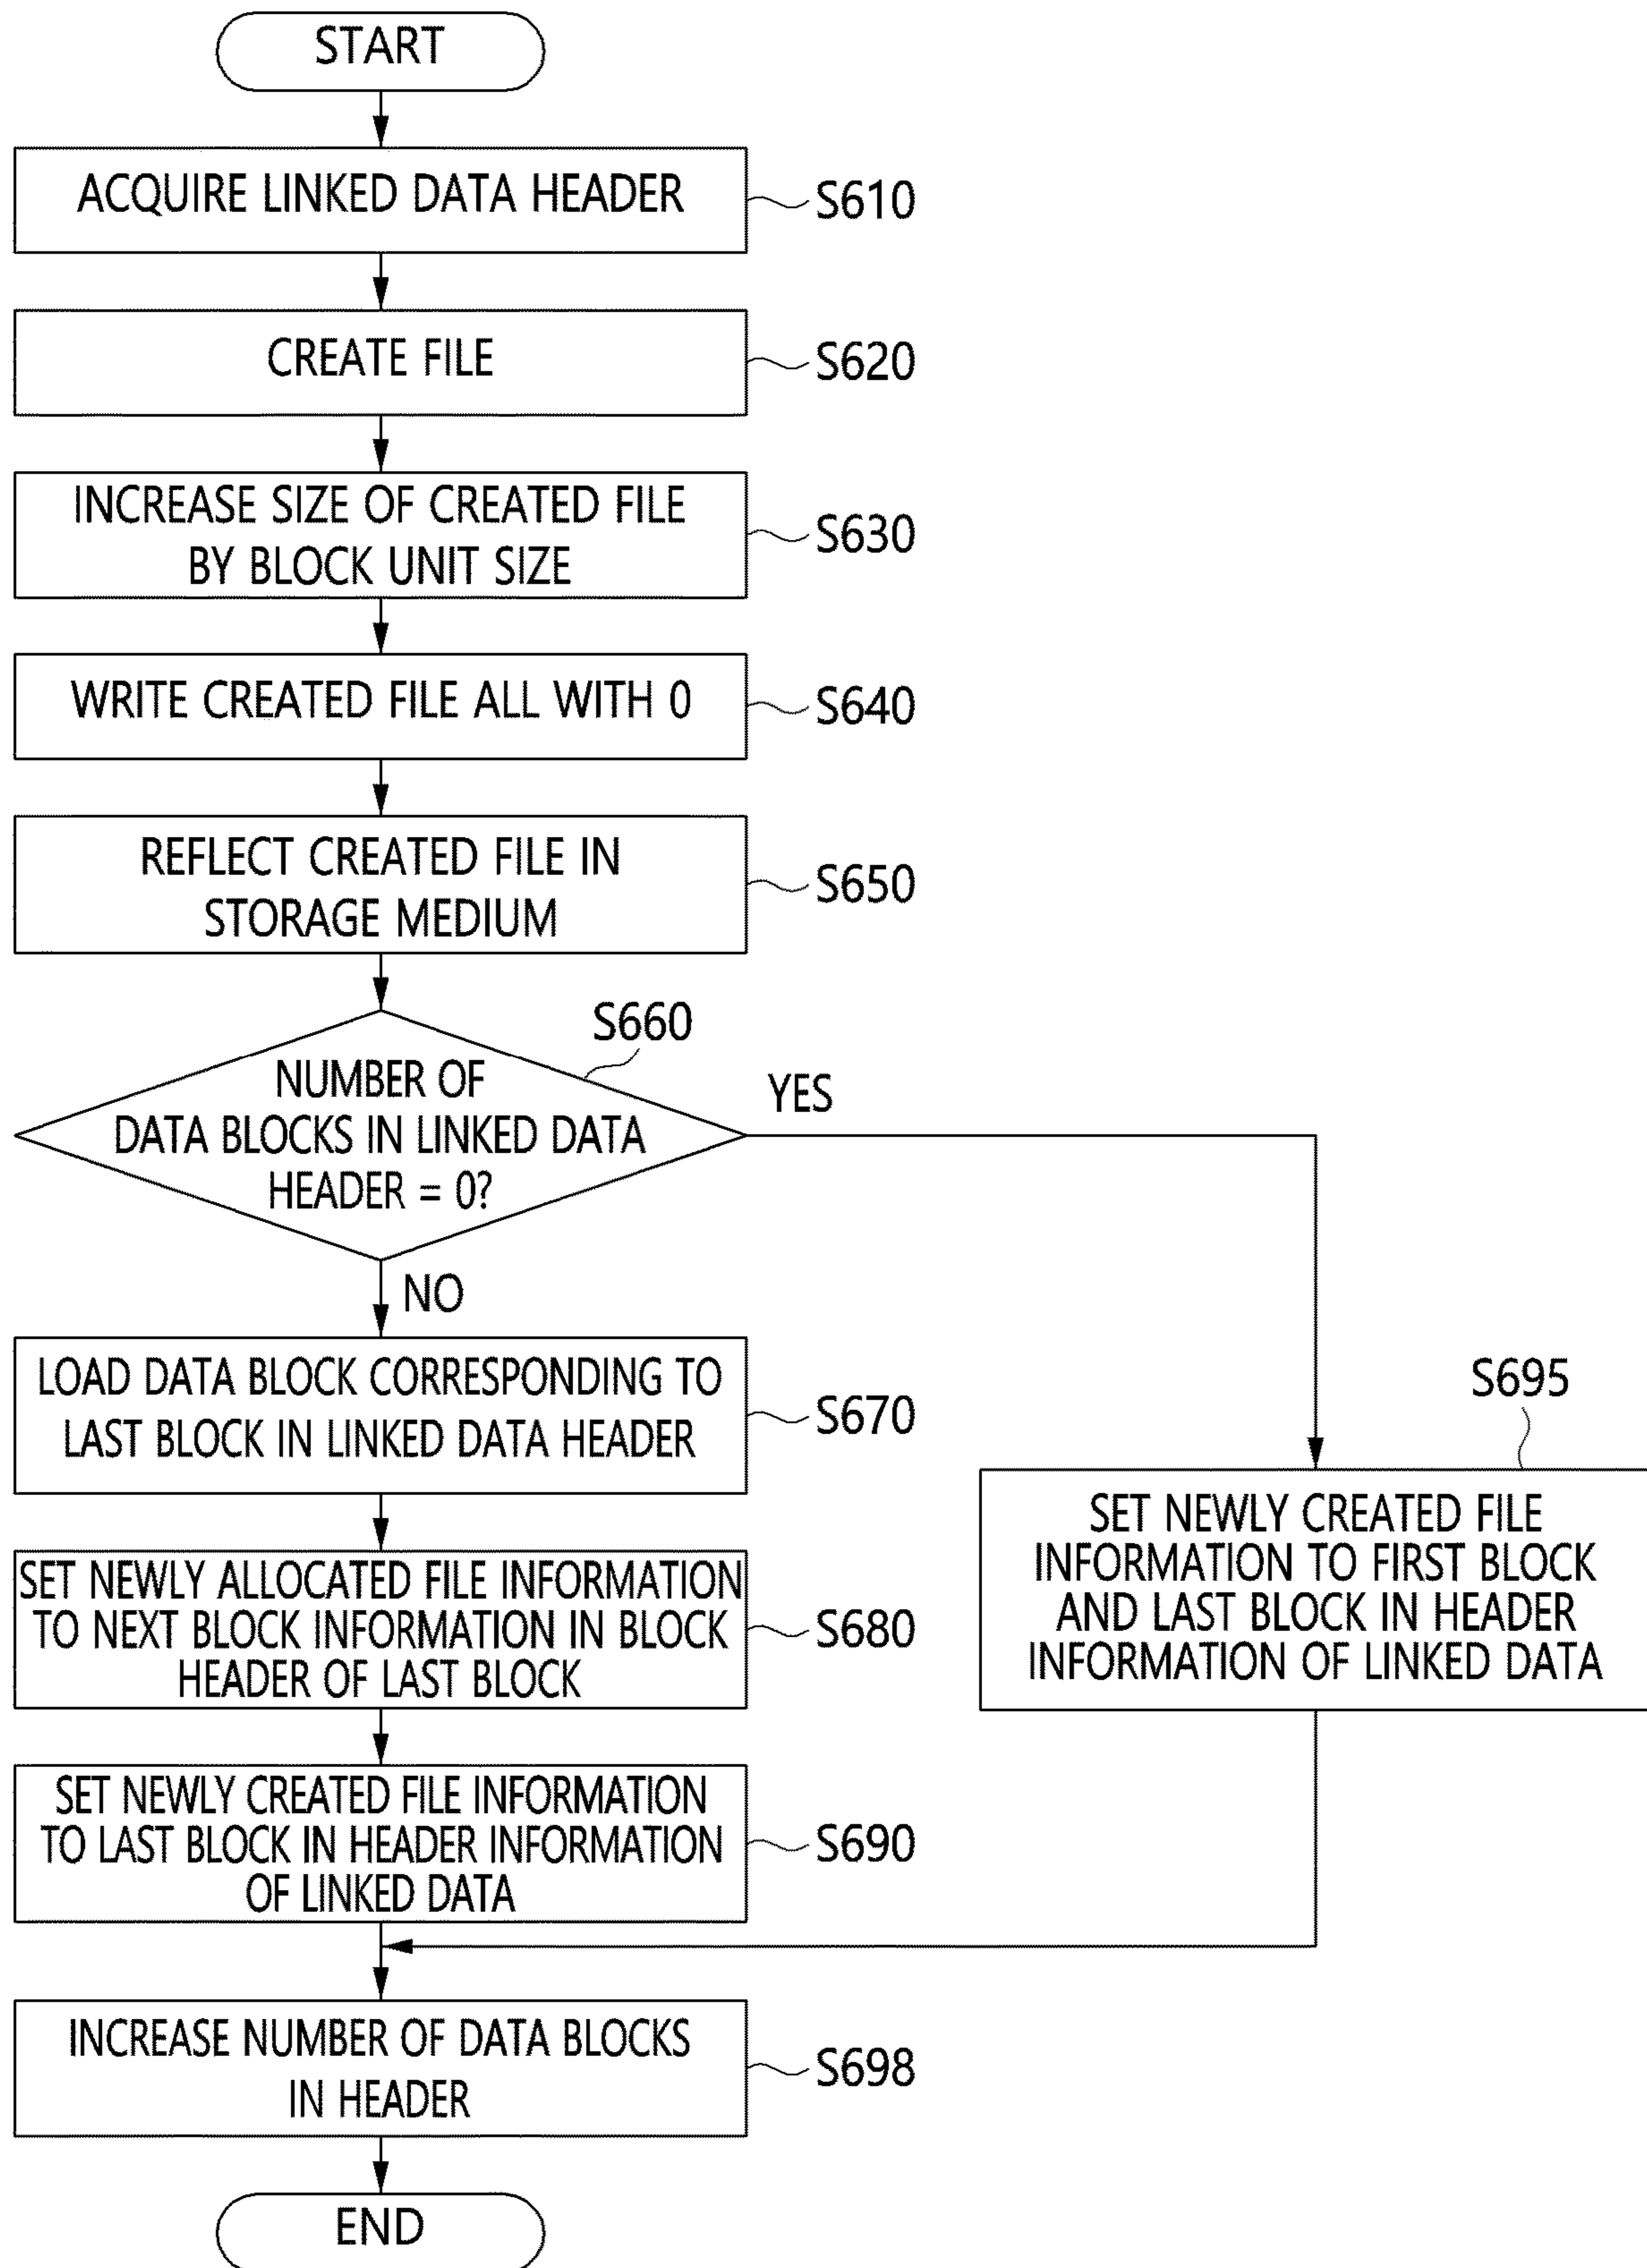 START
ACQUIRE LINKED DATA HEADER
S610
CREATE FILE
S620
INCREASE SIZE OF CREATED FILE
BY BLOCK UNIT SIZE
S630
WRITE CREATED FILE ALL WITH 0
S640
REFLECT CREATED FILE IN
STORAGE MEDIUM
S650
S660
NUMBER OF
DATA BLOCKS IN LINKED DATA
HEADER = 0?
YES
NO
LOAD DATA BLOCK CORRESPONDING TO
LAST BLOCK IN LINKED DATA HEADER
S670
S695
SET NEWLY CREATED FILE
INFORMATION TO FIRST BLOCK
AND LAST BLOCK IN HEADER
INFORMATION OF LINKED DATA
SET NEWLY ALLOCATED FILE INFORMATION
TO NEXT BLOCK INFORMATION IN BLOCK
HEADER OF LAST BLOCK
S680
SET NEWLY CREATED FILE INFORMATION
TO LAST BLOCK IN HEADER INFORMATION
OF LINKED DATA
S690
INCREASE NUMBER OF DATA BLOCKS
IN HEADER
S698
END